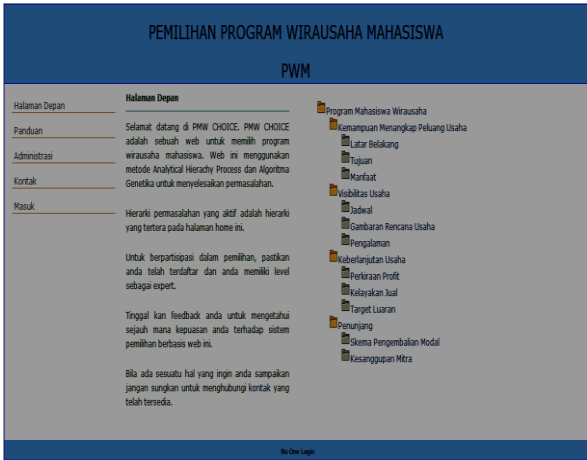 PEMILIHAN PROGRAM WIRAUSAHA MAHASISWA
PWM
Halaman Depan
Panduan
Administrasi
Kontak
Masuk
Halaman Depan
Selamat datang di PMW CHOICE. PMW CHOICE
adalah sebuah web untuk memilih program
wirausaha mahasiswa. Web ini menggunakan
metode Analytical Hierachy Process dan Algoritma
Genetika untuk menyelesaikan permasalahan.
Hierarki permasalahan yang aktif adalah hierarki
yang tertera pada halaman home ini.
Untuk berpartisipasi dalam pemilihan, pastikan
anda telah terdaftar dan anda memiliki level
sebagai expert.
Tinggal kan feedback anda untuk mengetahui
sejauh mana kepuasan anda terhadap sistem
pemilihan berbasis web ini.
Bila ada sesuatu hal yang ingin anda sampaikan
jangan sungkan untuk menghubungi kontak yang
telah tersedia.
Program Mahasiswa Wirausaha
Kemampuan Menangkap Peluang Usaha
Latar Belakang
Tujuan
Manfaat
Visibilitas Usaha
Jadwal
Gambaran Rencana Usaha
Pengalaman
Keberlanjutan Usaha
Perkiraan Profit
Kelayakan Jual
Target Luaran
Penunjang
Skema Pengembalian Modal
Kesanggupan Mitra
No One Login